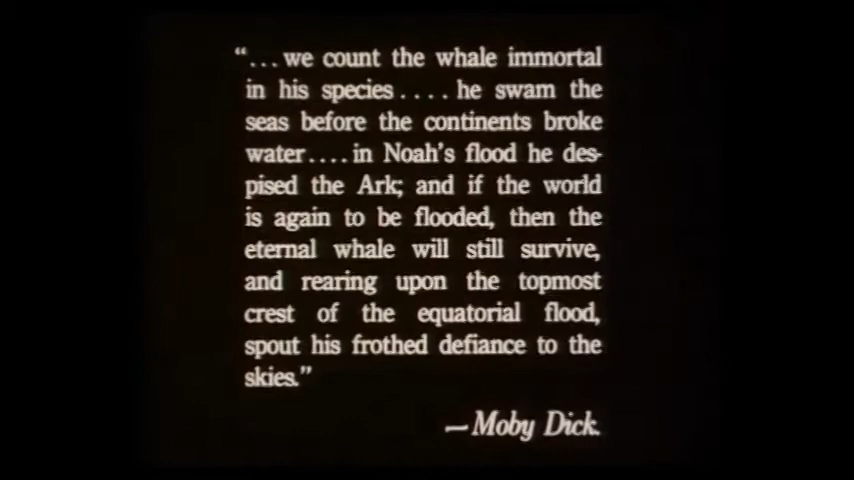 “... we count the whale immortal
in his species .... he swam the
seas before the continents broke
water .... in Noah's flood he des-
pised the Ark; and if the world
is again to be flooded, then the
eternal whale will still survive,
and rearing upon the topmost
crest of the equatorial flood,
spout his frothed defiance to the
skies.”
—Moby Dick.